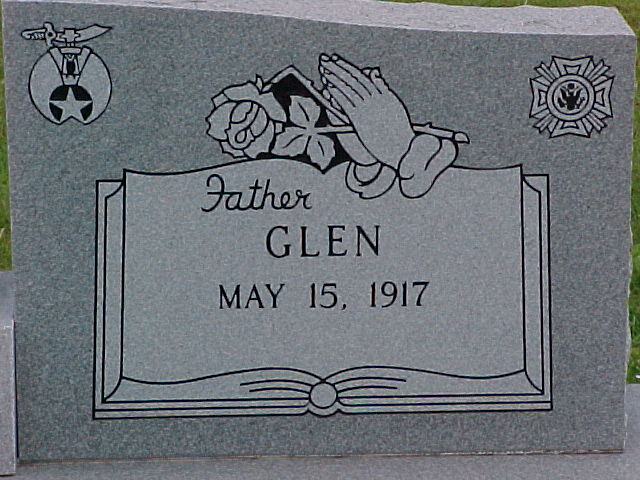 Father
GLEN
MAY 15, 1917